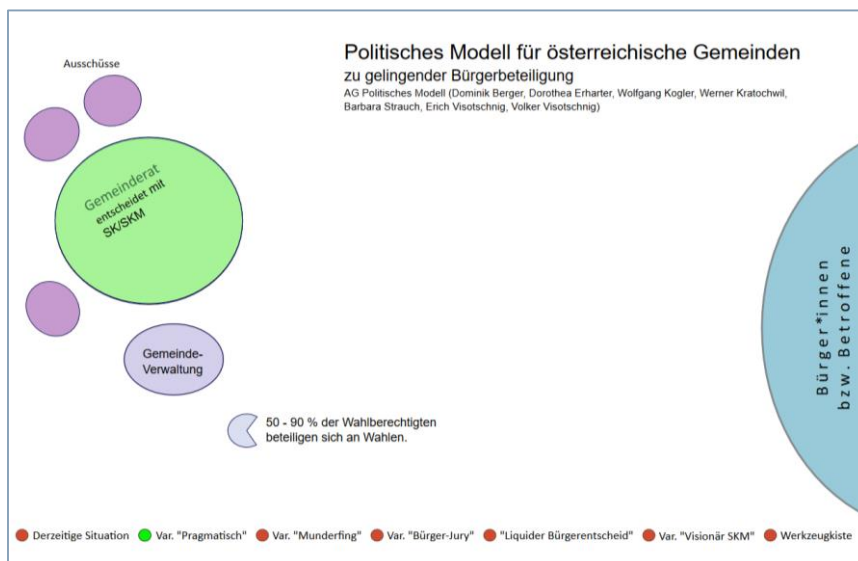 Politisches Modell für österreichische Gemeinden
zu gelingender Bürgerbeteiligung
AG Politisches Modell (Dominik Berger, Dorothea Erharter, Wolfgang Kogler, Werner Kratochwil,
Barbara Strauch, Erich Visotschnig, Volker Visotschnig)
Ausschüsse
Gemeinderat
entscheidet mit
SK/SKM
Gemeinde-
Verwaltung
50 - 90 % der Wahlberechtigten
beteiligen sich an Wahlen.
Bürger*innen
bzw. Betroffene
Derzeitige Situation
Var. "Pragmatisch"
Var. "Munderfing"
Var. "Bürger-Jury"
"Liquider Bürgerentscheid"
Var. "Visionär SKM"
Werkzeugkiste